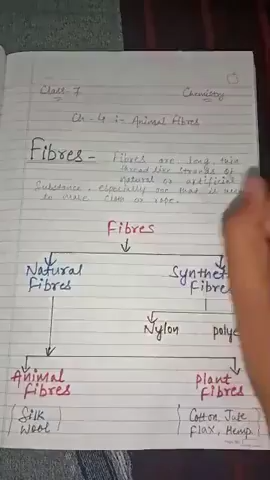 Class-7
Chemistry
Ch-4 :- Animal Fibres
Fibres - Fibres are long, thin
thread like strands of
natural or artificial
Substance, especially one that is
to make cloth or rope.
Fibres
Natural
Fibres
Synthe
Fibre
Nylon
polye
Animal
Fibres
Plant
Fibres
Silk
Wool
Cotton Jute
Flax, Hemp